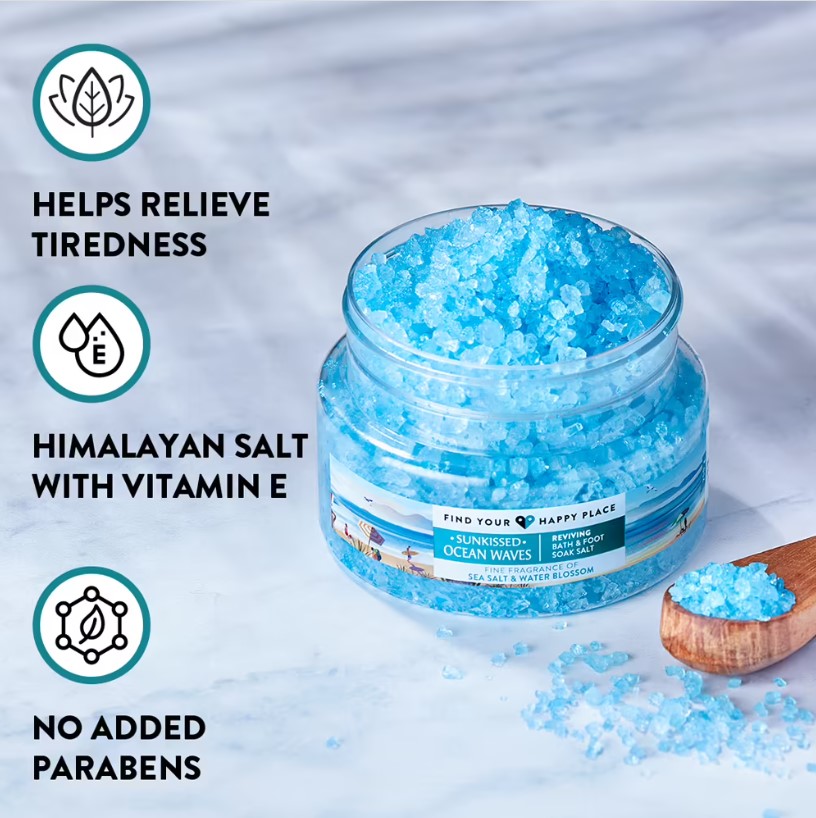 HELPS RELIEVE
TIREDNESS
E
HIMALAYAN SALT
WITH VITAMIN E
NO ADDED
PARABENS
FIND YOUR HAPPY PLACE
SUNKISSED
OCEAN WAVES
REVIVING
BATH & FOOT
SOAK SALT
FINE FRAGRANCE OF
SEA SALT & WATER BLOSSOM